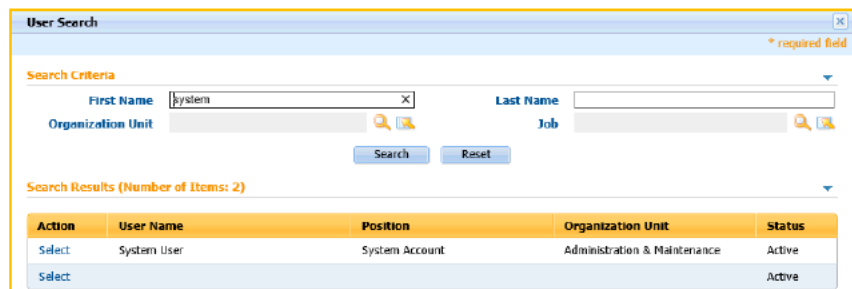 User Search
* required field
Search Criteria
First Name system × Last Name
Organization Unit Job
Search Reset
Search Results (Number of Items: 2)
Action User Name Position Organization Unit Status
Select System User System Account Administration & Maintenance Active
Select Active